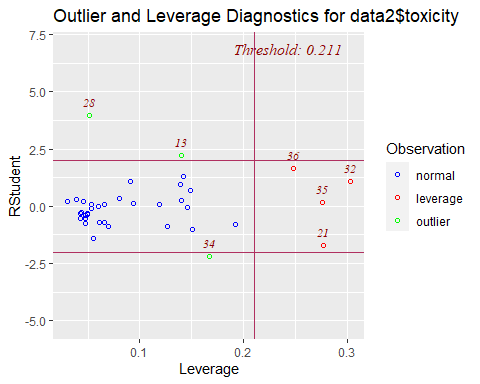 Outlier and Leverage Diagnostics for data2$toxicity
7.5
Threshold: 0.211
5.0
28
2.5
13
36
32
35
0.0
21
34
-2.5
-5.0
RStudent
0.1
0.2
0.3
Leverage
Observation
normal
leverage
outlier